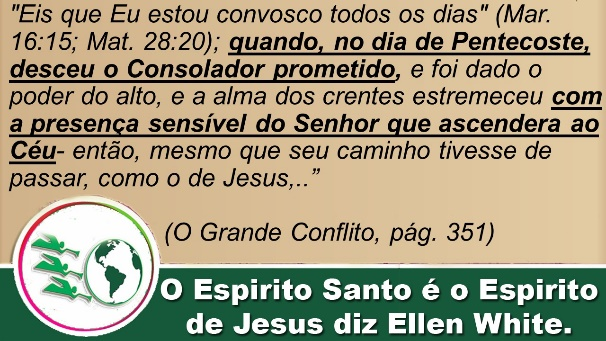 "Eis que Eu estou convosco todos os dias" (Mar.
16:15; Mat. 28:20); quando, no dia de Pentecoste,
desceu o Consolador prometido, e foi dado o
poder do alto, e a alma dos crentes estremeceu com
a presença sensível do Senhor que ascendera ao
Céu- então, mesmo que seu caminho tivesse de
passar, como o de Jesus,..”
(O Grande Conflito, pág. 351)
O Espirito Santo é o Espirito
de Jesus diz Ellen White.